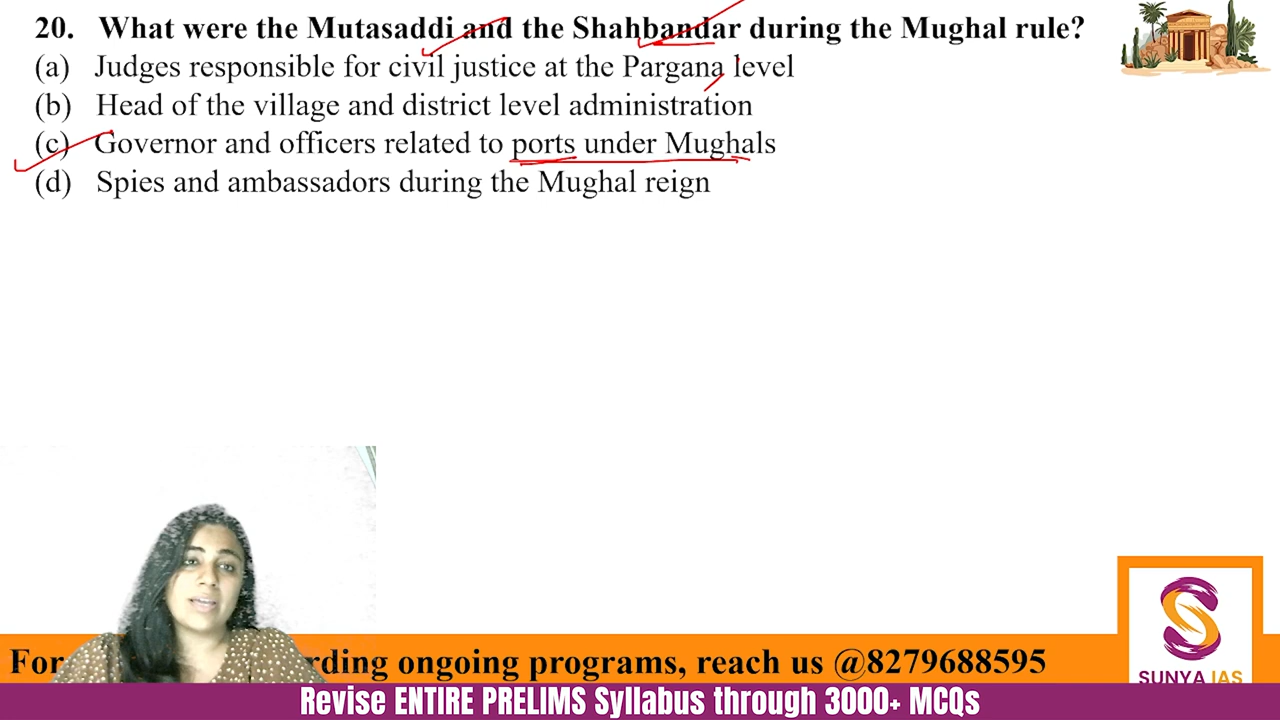 20. What were the Mutasaddi and the Shahbandar during the Mughal rule?
(a) Judges responsible for civil justice at the Pargana level
(b) Head of the village and district level administration
(c) Governor and officers related to ports under Mughals
(d) Spies and ambassadors during the Mughal reign
For rding ongoing programs, reach us @8279688595
SUNYA IAS
Revise ENTIRE PRELIMS Syllabus through 3000+ MCQs